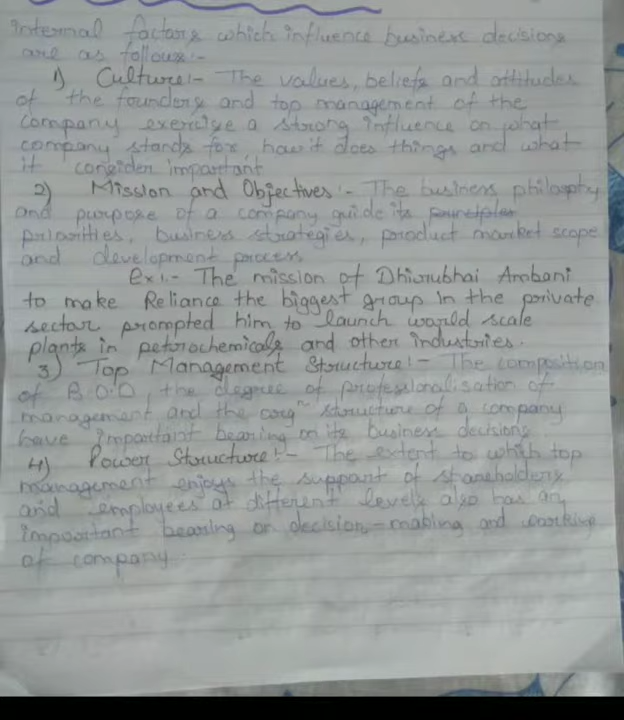 internal factors which influence business decisions
are as follows :-
1) Culture :- The values, beliefs and attitudes
of the founders and top management of the
company exercise a strong influence on what
company stands for, how it does things and what
it consider important
2) Mission and Objectives :- The business philosophy
and purpose of a company guide its principles
priorities, business strategies, product market scope
and development process
Ex :- The mission of Dhirubhai Ambani
to make Reliance the biggest group in the private
sector prompted him to launch world scale
plants in petrochemicals and other industries.
3) Top Management Structure :- The composition
of B.O.D, the degree of professionalisation of
management and the orgⁿ structure of a company
have important bearing on its business decisions
4) Power Structure :- The extent to which top
management enjoys the support of shareholders
and employees at different levels also has an
important bearing on decision-making and working
of company.